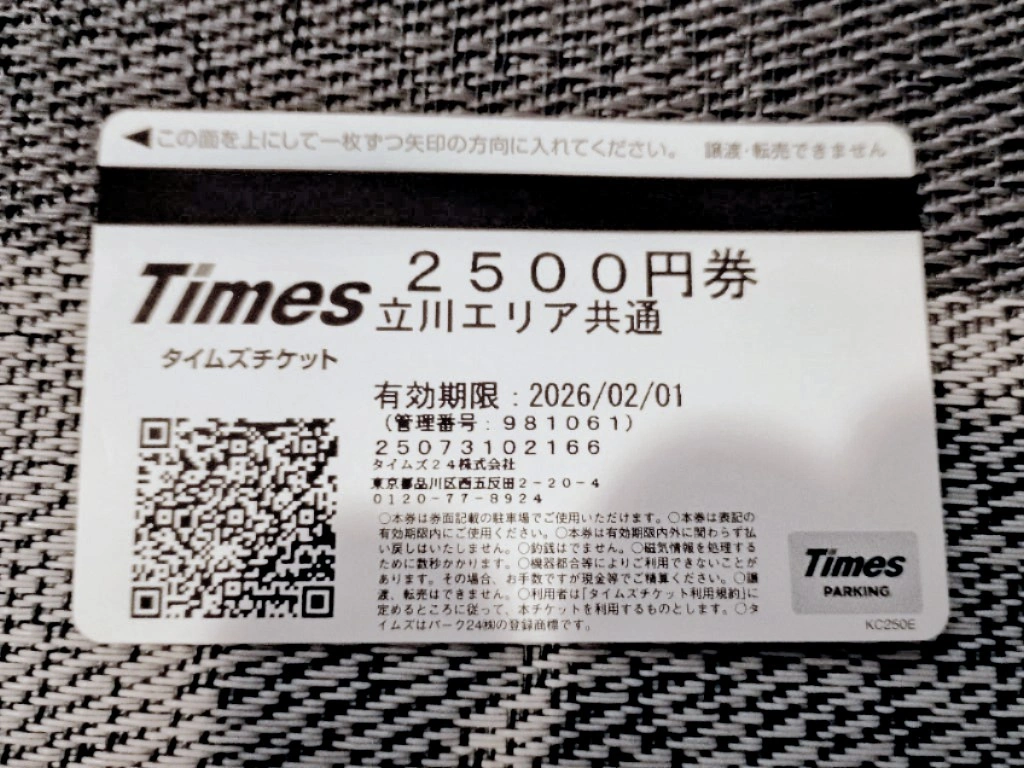 ◀この面を上にして一枚ずつ矢印の方向に入れてください。 譲渡・転売できません
Times 2500円券
立川エリア共通
タイムズチケット
有効期限：2026/02/01
（管理番号：981061）
25073102166
タイムズ24株式会社
東京都品川区西五反田2-20-4
0120-77-8924
○本券は券面記載の駐車場でご使用いただけます。○本券は表記の
有効期限内にご使用ください。○本券は有効期限内外に関わらず払
い戻しはいたしません。○釣銭はでません。○磁気情報を処理する
ために数秒かかります。○機器都合等によりご利用できないことが
あります。その場合、お手数ですが現金等でご精算ください。○譲
渡、転売はできません。○利用者は「タイムズチケット利用規約」に
定めるところに従って、本チケットを利用するものとします。○タ
イムズはパーク24㈱の登録商標です。
Times
PARKING
KC250E